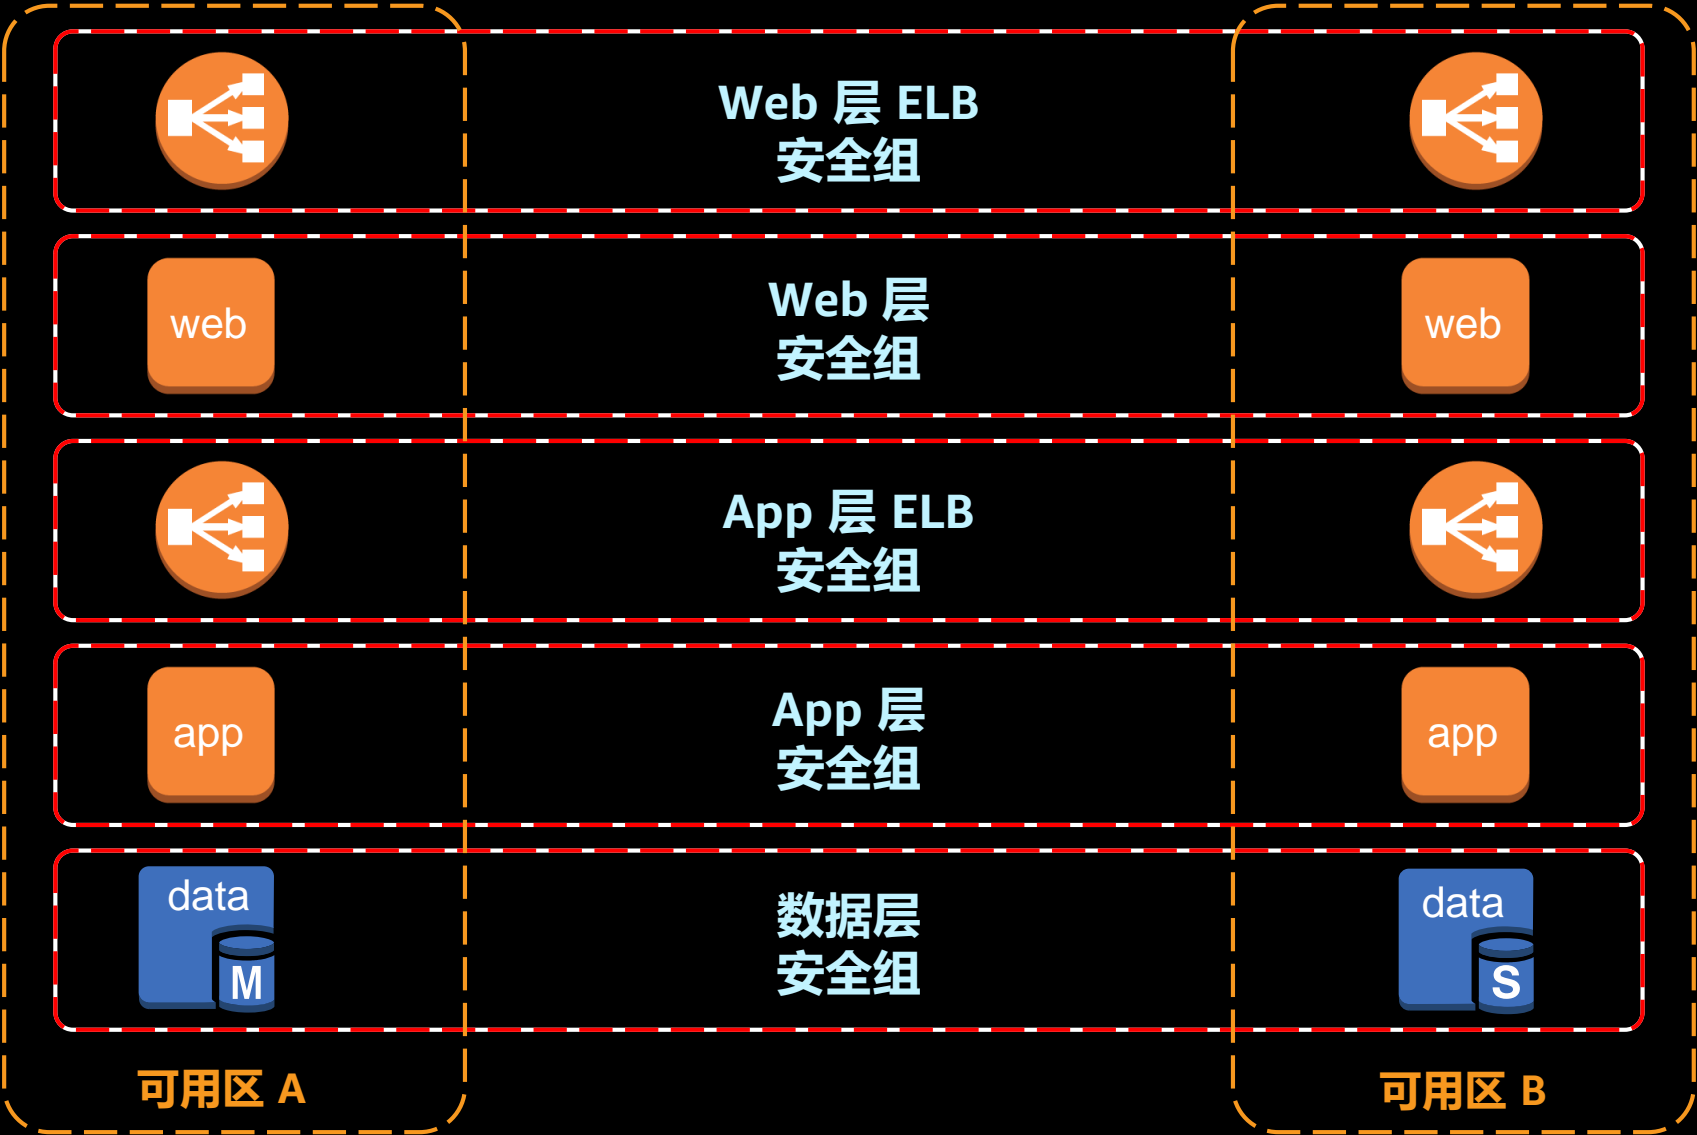 Web 层 ELB
安全组
web
Web 层
安全组
web
App 层 ELB
安全组
app
App 层
安全组
app
data
M
数据层
安全组
data
S
可用区 A
可用区 B